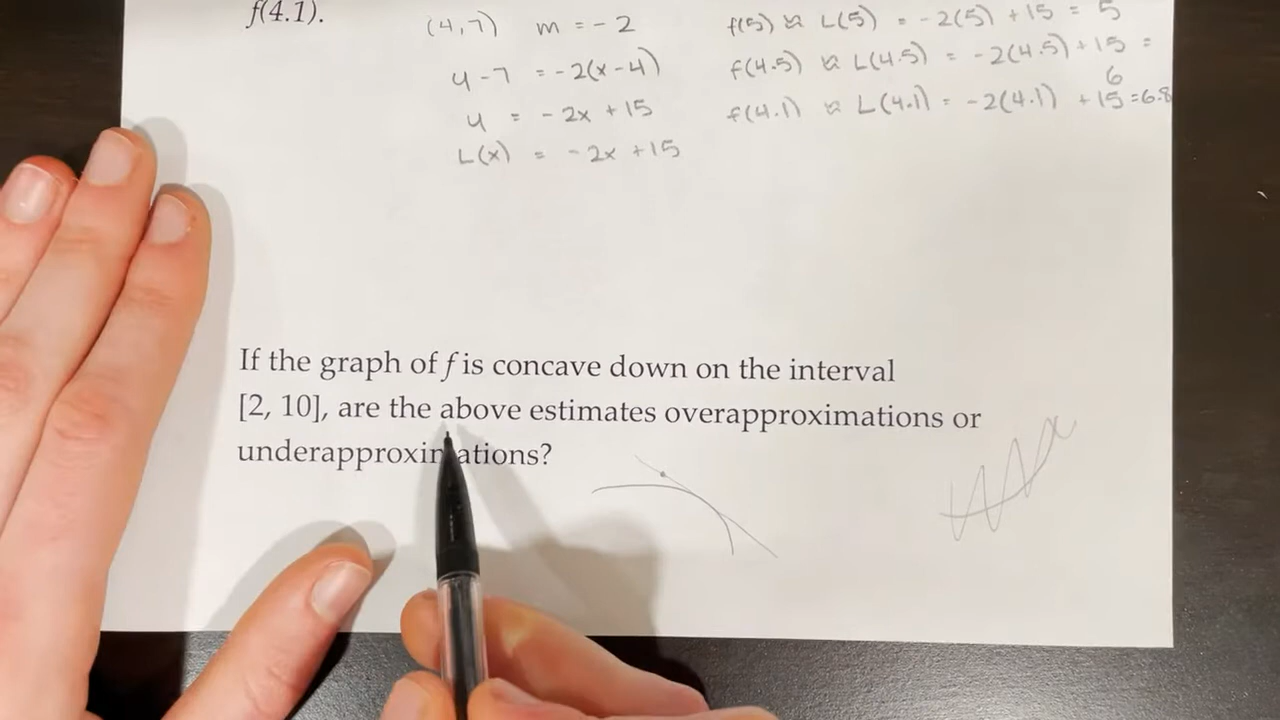 f(4.1).
(4,7) m = -2
y - 7 = -2(x-4)
y = -2x + 15
L(x) = -2x + 15
f(5) ≈ L(5) = -2(5) + 15 = 5
f(4.5) ≈ L(4.5) = -2(4.5) + 15 =
6
f(4.1) ≈ L(4.1) = -2(4.1) + 15 = 6.8
If the graph of f is concave down on the interval
[2, 10], are the above estimates overapproximations or
underapproximations?